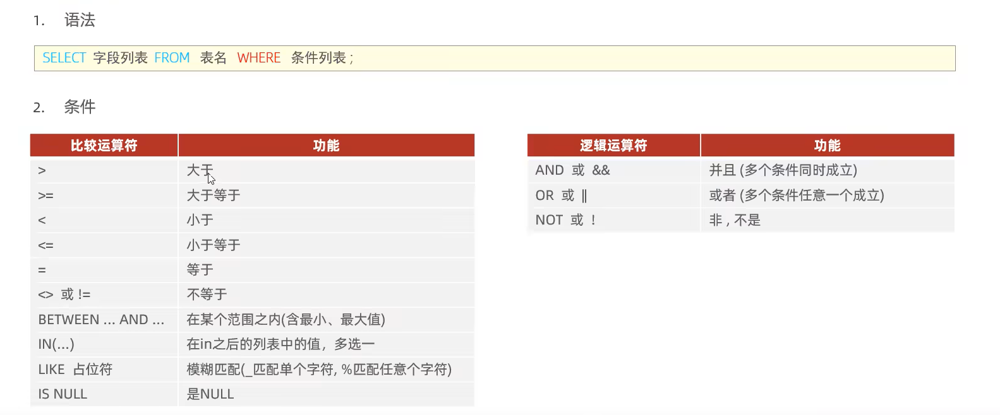 1. 语法
SELECT 字段列表 FROM 表名 WHERE 条件列表 ;
2. 条件
比较运算符 功能
> 大于
>= 大于等于
< 小于
<= 小于等于
= 等于
<> 或 != 不等于
BETWEEN ... AND ... 在某个范围之内(含最小、最大值)
IN(...) 在in之后的列表中的值，多选一
LIKE 占位符 模糊匹配(_匹配单个字符, %匹配任意个字符)
IS NULL 是NULL
逻辑运算符 功能
AND 或 && 并且 (多个条件同时成立)
OR 或 || 或者 (多个条件任意一个成立)
NOT 或 ! 非 , 不是